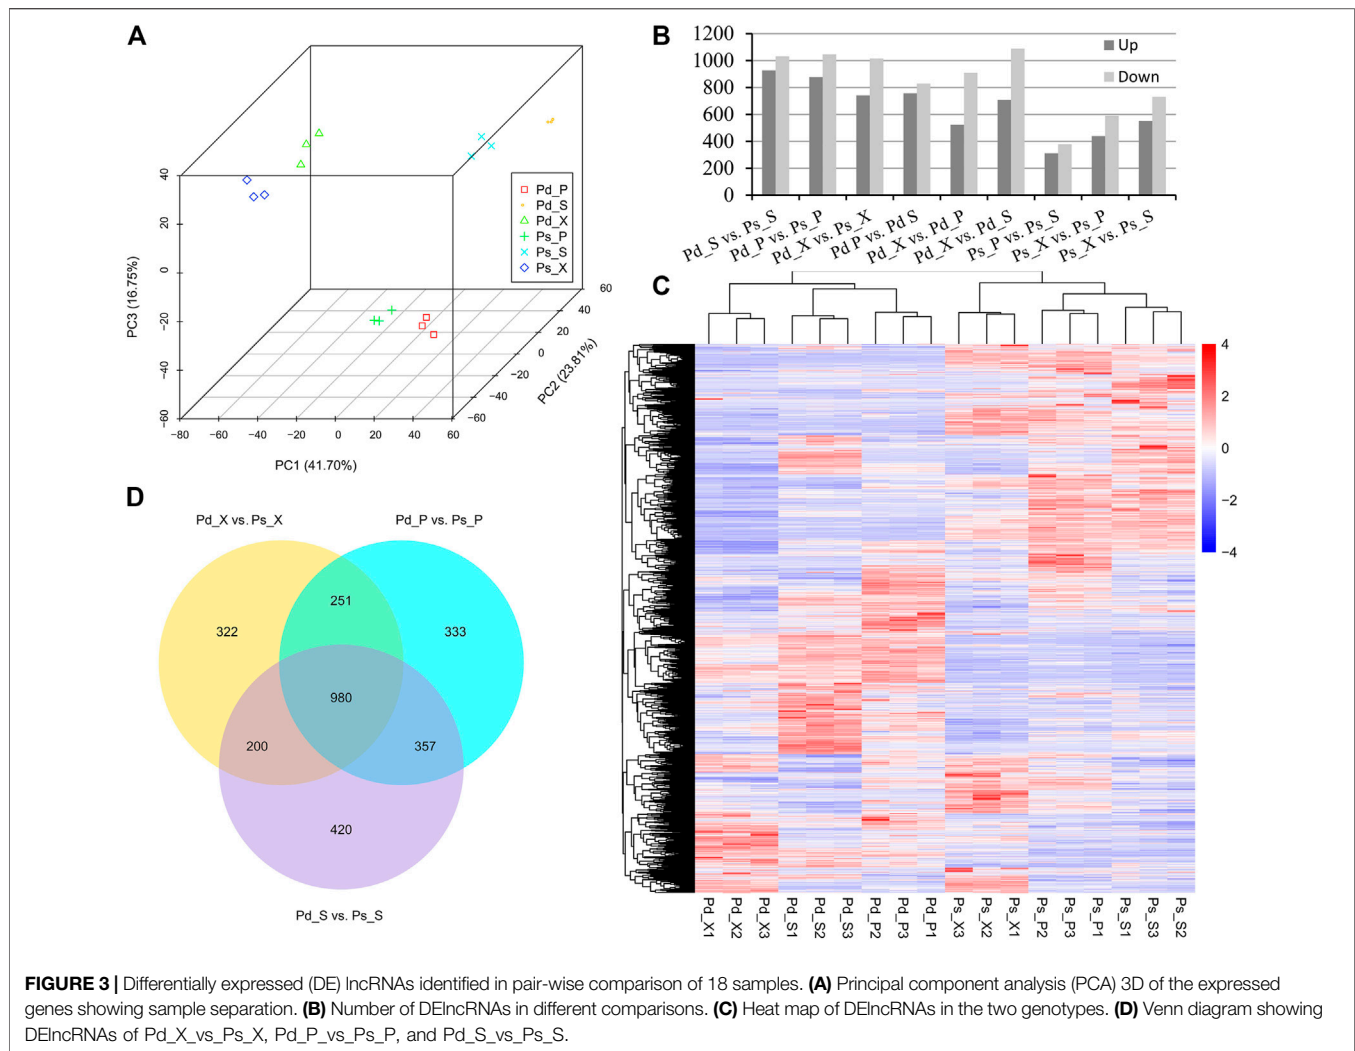 A
40
20
0
−20
−40
−60
PC3 (16.75%)
−80
−60
−40
−20
0
20
40
60
PC1 (41.70%)
60
40
20
0
−20
−40
−60
PC2 (23.81%)
Pd_P
Pd_S
Pd_X
Ps_P
Ps_S
Ps_X
B
1200
1000
800
600
400
200
0
Up
Down
Pd_S vs. Ps_S
Pd_P vs. Ps_P
Pd_X vs. Ps_X
Pd P vs. Pd S
Pd_X vs. Pd_P
Pd_X vs. Pd_S
Ps_P vs. Ps_S
Ps_X vs. Ps_P
Ps_X vs. Ps_S
C
4
2
0
−2
−4
Pd_X1
Pd_X2
Pd_X3
Pd_S1
Pd_S2
Pd_S3
Pd_P2
Pd_P3
Pd_P1
Ps_X3
Ps_X2
Ps_X1
Ps_P2
Ps_P3
Ps_P1
Ps_S1
Ps_S3
Ps_S2
D
Pd_X vs. Ps_X
Pd_P vs. Ps_P
251
322
333
980
200
357
420
Pd_S vs. Ps_S
FIGURE 3 | Differentially expressed (DE) lncRNAs identified in pair-wise comparison of 18 samples. (A) Principal component analysis (PCA) 3D of the expressed
genes showing sample separation. (B) Number of DElncRNAs in different comparisons. (C) Heat map of DElncRNAs in the two genotypes. (D) Venn diagram showing
DElncRNAs of Pd_X_vs_Ps_X, Pd_P_vs_Ps_P, and Pd_S_vs_Ps_S.